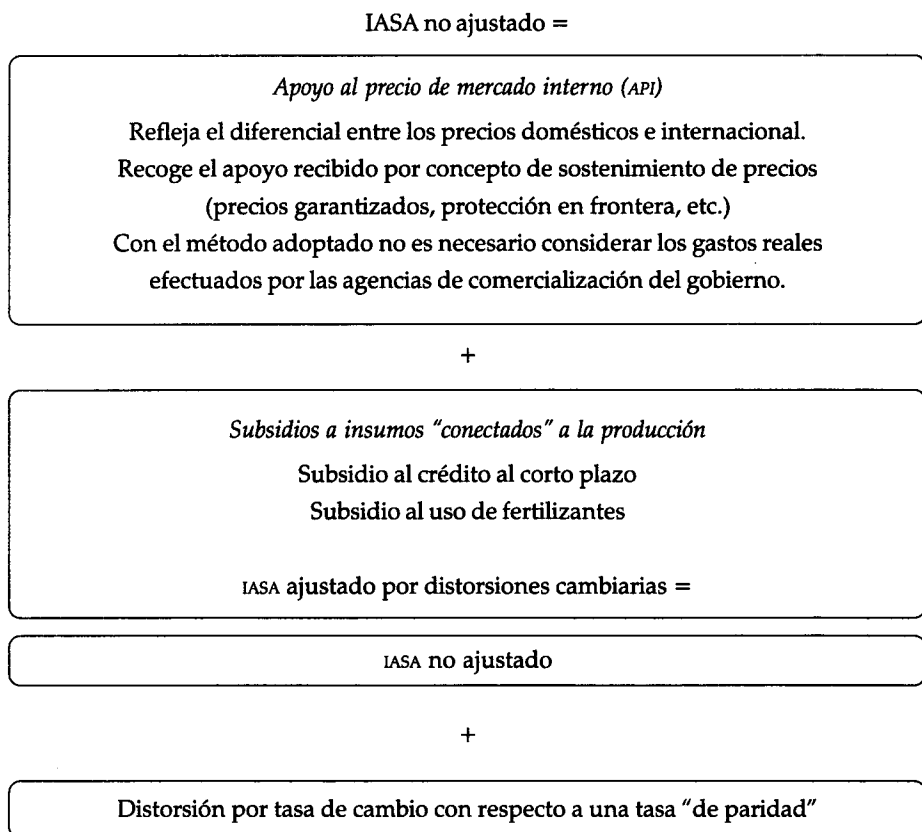 IASA no ajustado =
Apoyo al precio de mercado interno (API)
Refleja el diferencial entre los precios domésticos e internacional.
Recoge el apoyo recibido por concepto de sostenimiento de precios
(precios garantizados, protección en frontera, etc.)
Con el método adoptado no es necesario considerar los gastos reales
efectuados por las agencias de comercialización del gobierno.
+
Subsidios a insumos "conectados" a la producción
Subsidio al crédito al corto plazo
Subsidio al uso de fertilizantes
IASA ajustado por distorsiones cambiarias =
IASA no ajustado
+
Distorsión por tasa de cambio con respecto a una tasa "de paridad"